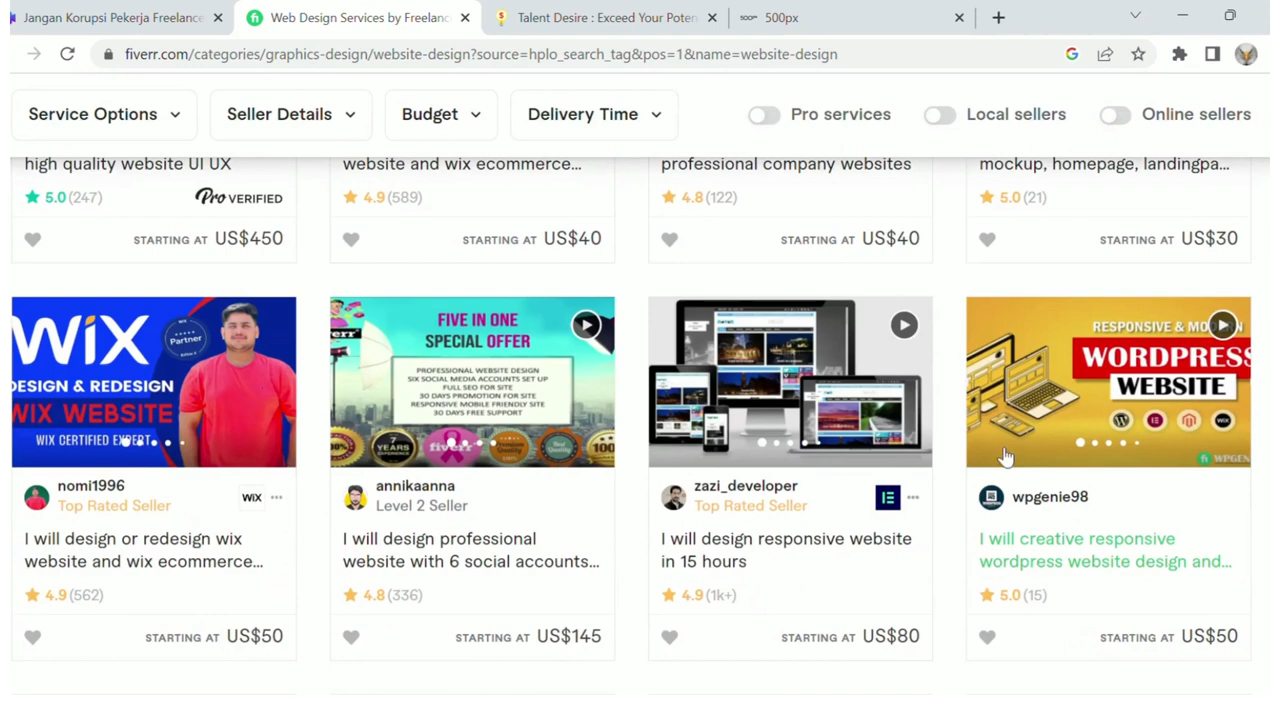 Jangan Korupsi Pekerja Freelance
Web Design Services by Freelanc
Talent Desire : Exceed Your Poten
500px
fiverr.com/categories/graphics-design/website-design?source=hplo_search_tag&pos=1&name=website-design
Service Options
Seller Details
Budget
Delivery Time
Pro services
Local sellers
Online sellers
high quality website UI UX
5.0 (247)
Pro VERIFIED
STARTING AT US$450
website and wix ecommerce...
4.9 (589)
STARTING AT US$40
professional company websites
4.8 (122)
STARTING AT US$40
mockup, homepage, landingpa...
5.0 (21)
STARTING AT US$30
WiX
Partner
DESIGN & REDESIGN
WIX WEBSITE
WIX CERTIFIED EXPERT
nomi1996
Top Rated Seller
WiX
I will design or redesign wix
website and wix ecommerce...
4.9 (562)
STARTING AT US$50
FIVE IN ONE
SPECIAL OFFER
PROFESSIONAL WEBSITE DESIGN
SIX SOCIAL MEDIA ACCOUNTS SET UP
FULL SEO FOR SITE
30 DAYS PROMOTION FOR SITE
RESPONSIVE MOBILE FRIENDLY SITE
30 DAYS FREE SUPPORT
7
YEARS
fiverr
100
annikaanna
Level 2 Seller
I will design professional
website with 6 social accounts...
4.8 (336)
STARTING AT US$145
zazi_developer
Top Rated Seller
I will design responsive website
in 15 hours
4.9 (1k+)
STARTING AT US$80
RESPONSIVE & MODERN
WORDPRESS
WEBSITE
WPGEN
wpgenie98
I will creative responsive
wordpress website design and...
5.0 (15)
STARTING AT US$50